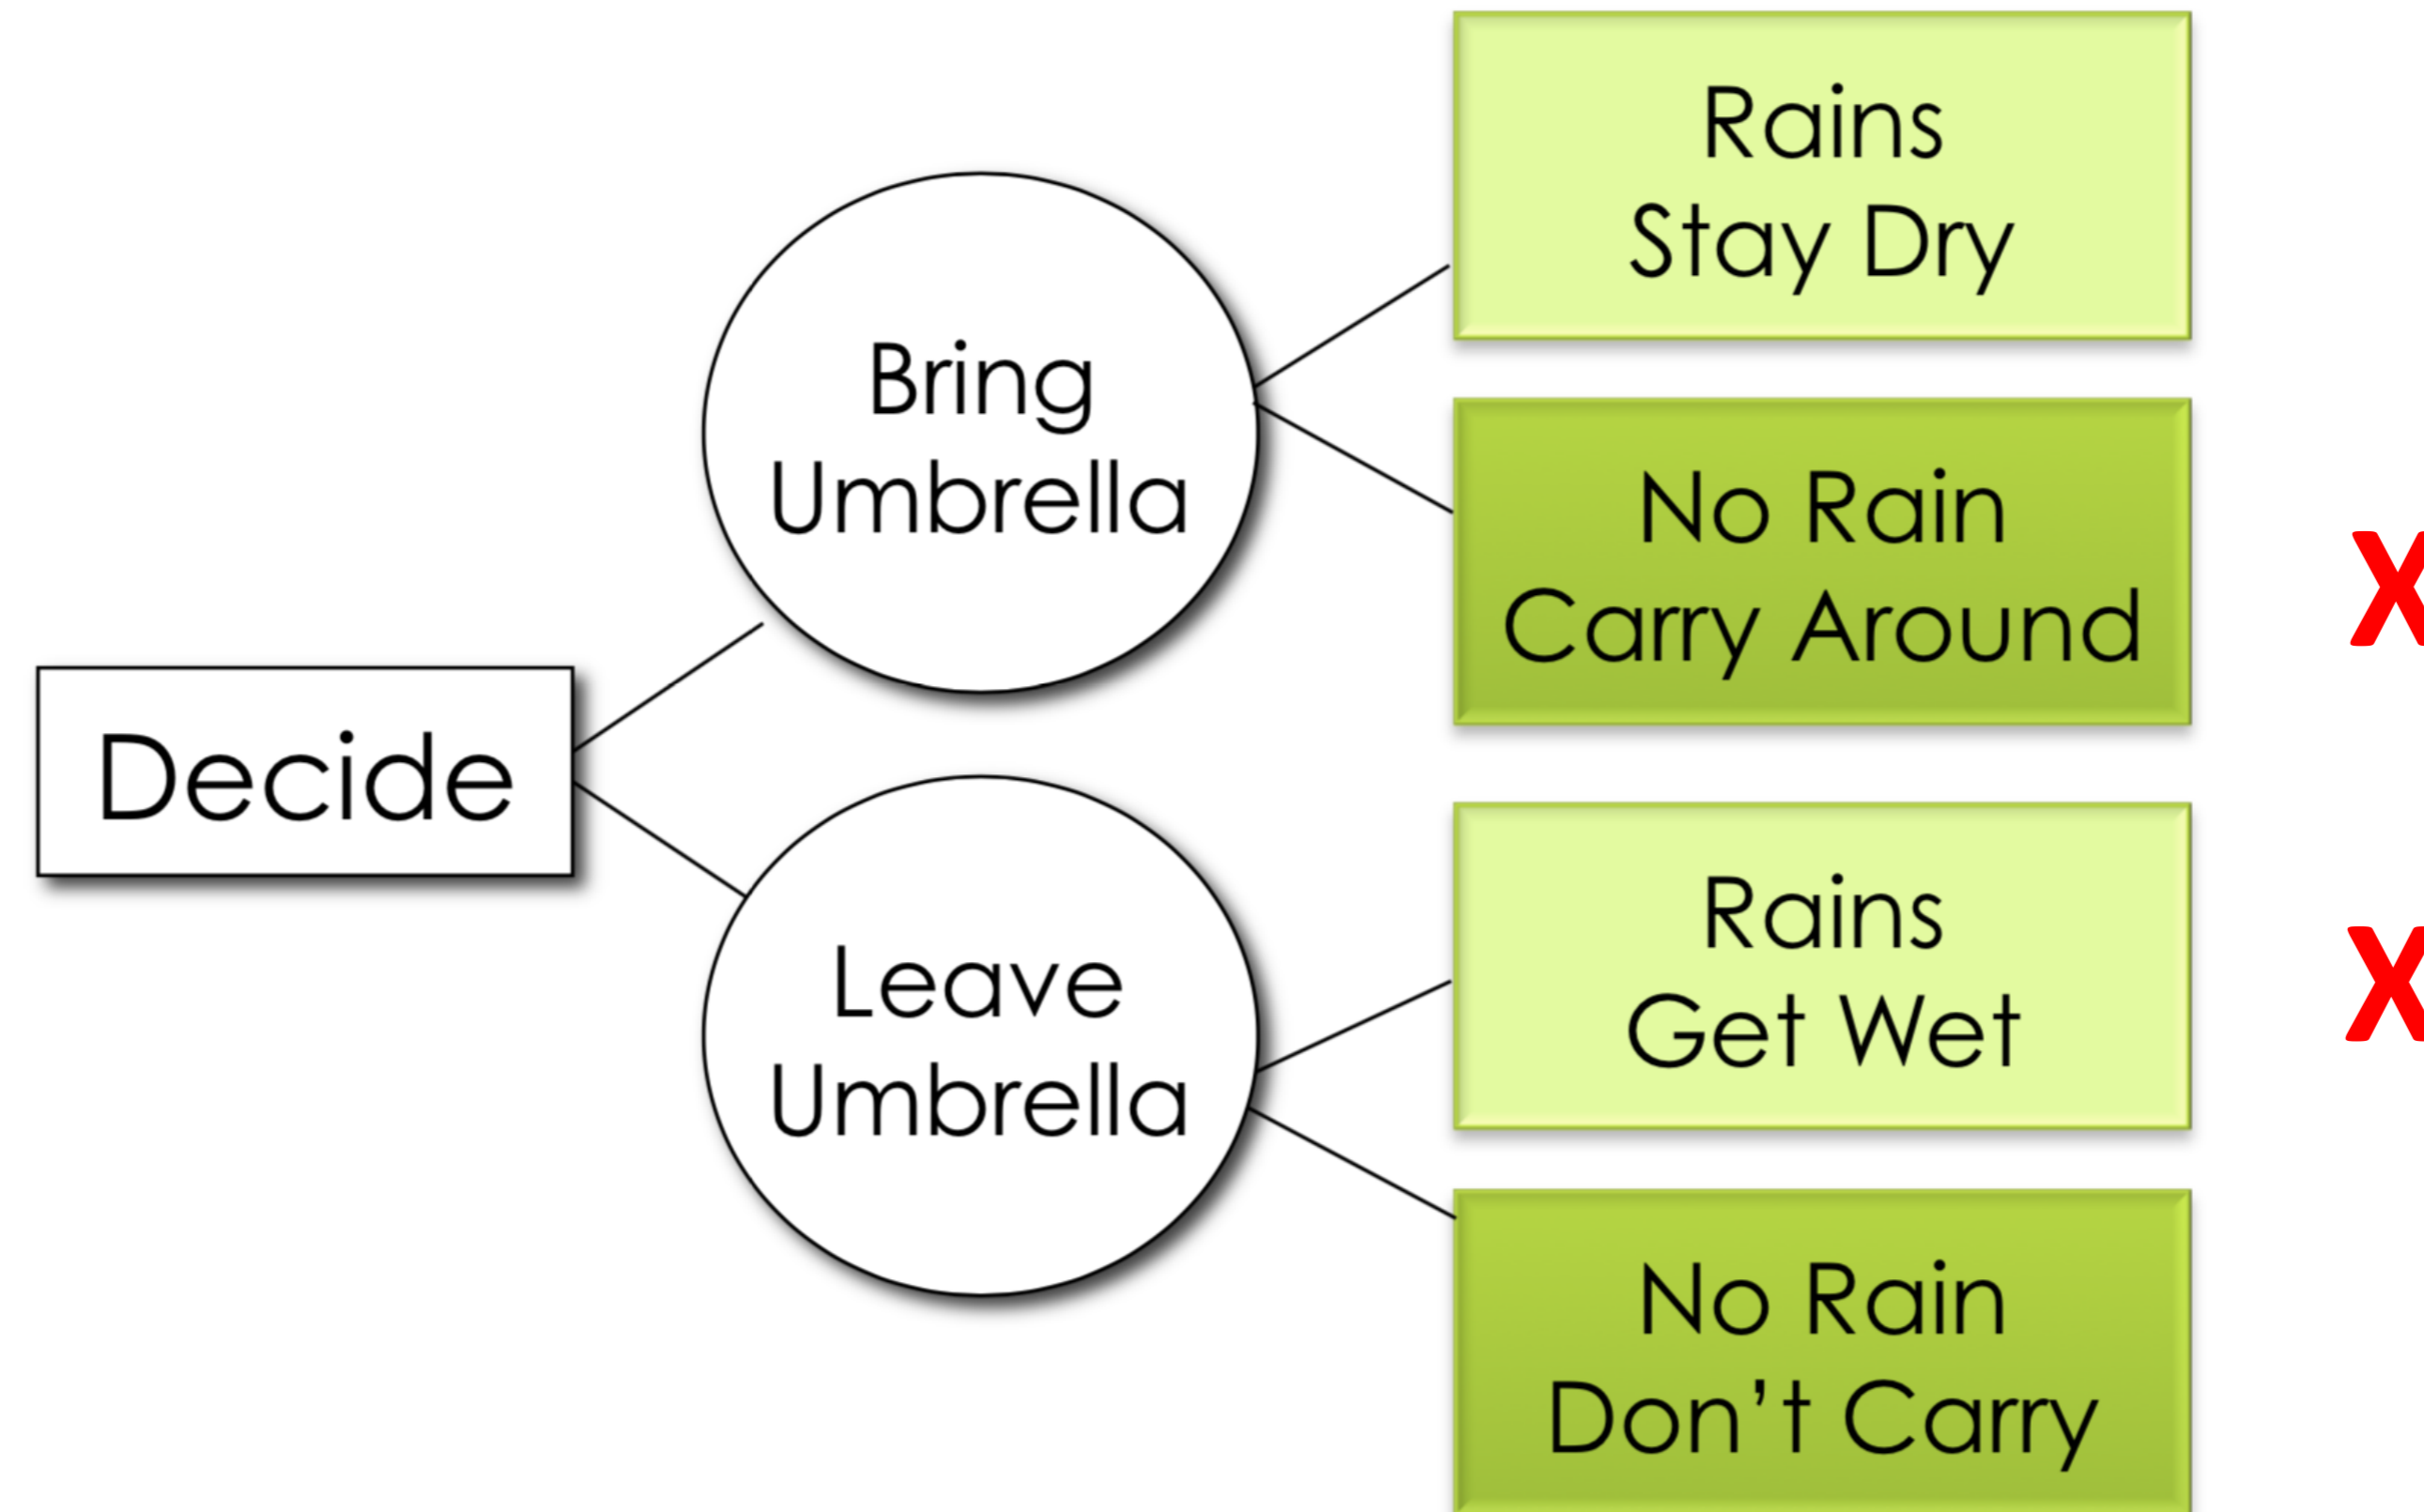 Rains
Stay Dry
Bring
Umbrella
No Rain
Carry Around
X
Decide
Leave
Umbrella
Rains
Get Wet
X
No Rain
Don’t Carry